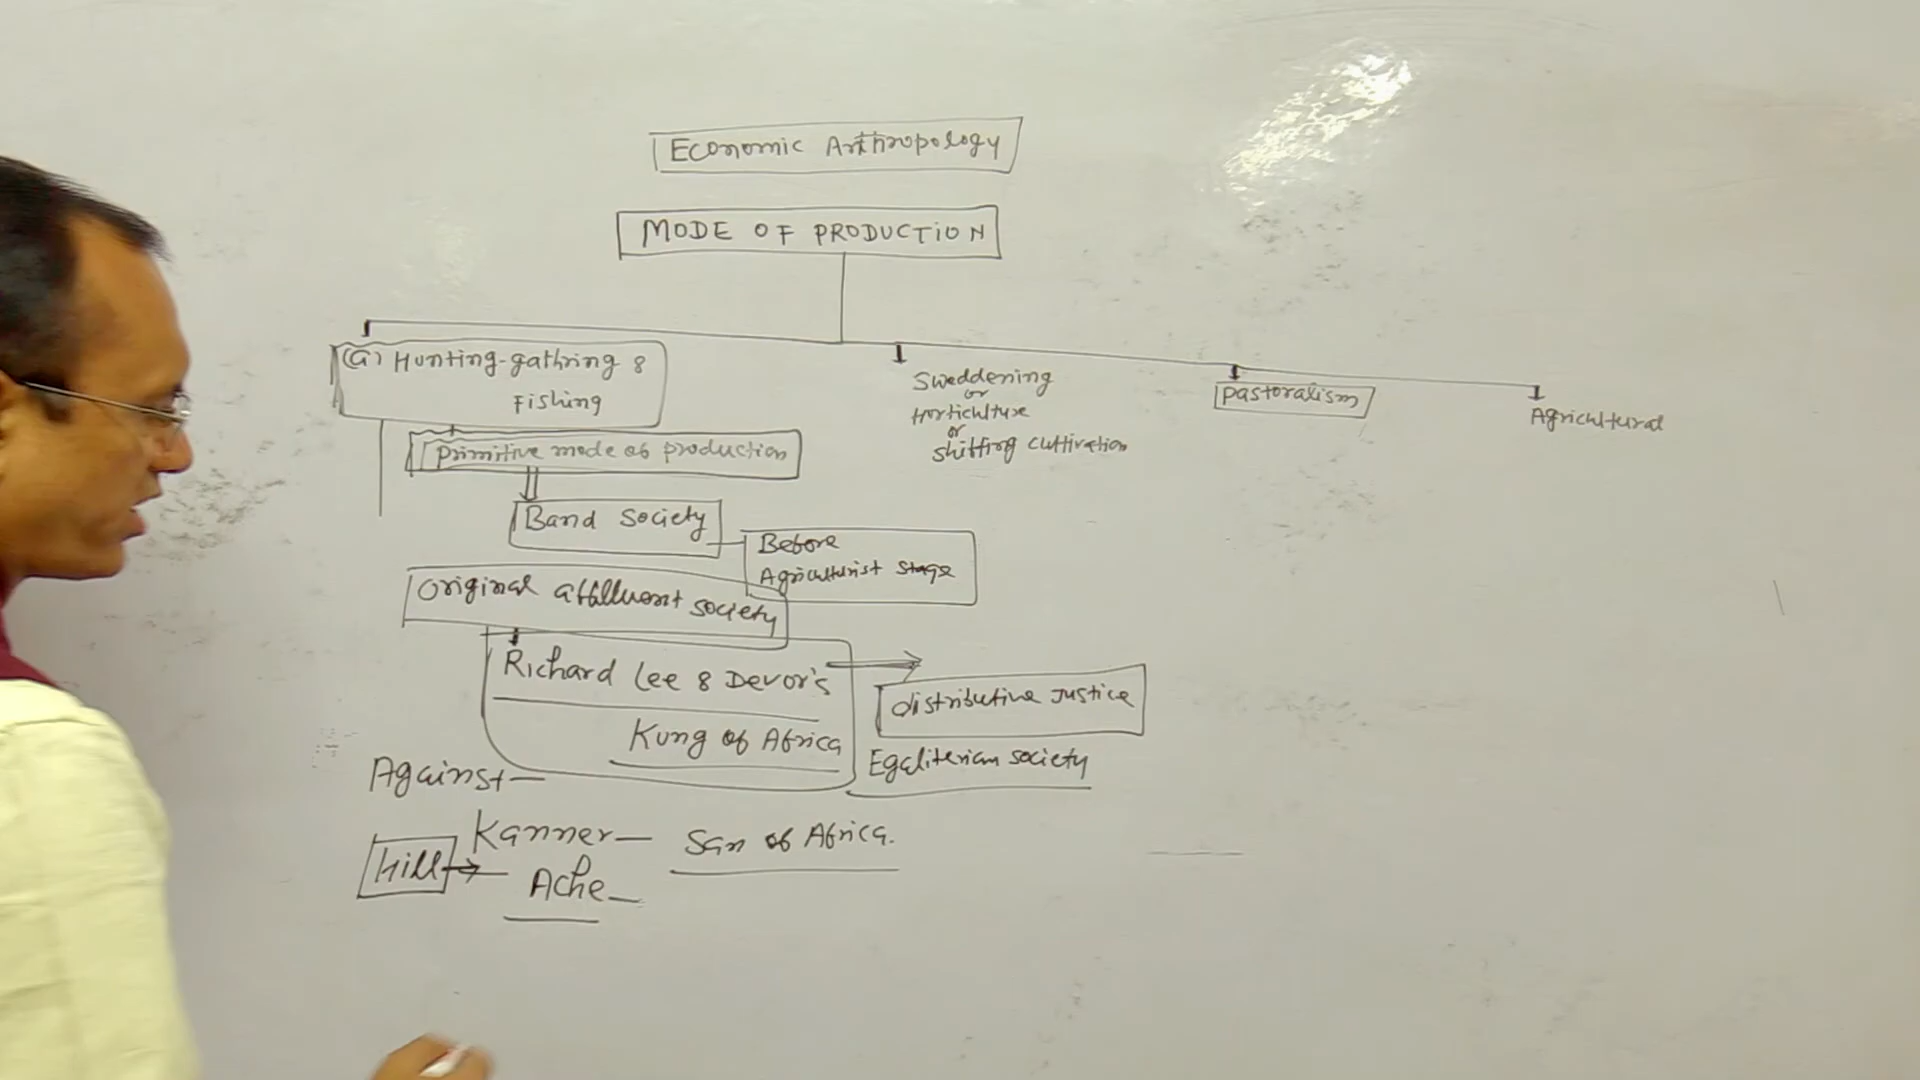 Economic Anthropology
MODE OF PRODUCTION
(a) Hunting-gathring &
Fishing
Sweddening
or
Horticulture
or
shifting cultivation
Pastoralism
Agricultural
Primitive mode of production
Band Society
Before
Agriculturist stage
Original affluent society
Richard Lee & Devor's
Kung of Africa
distributive Justice
Egaliterian society
Against—
Kanner— San of Africa.
Hill → Ache—